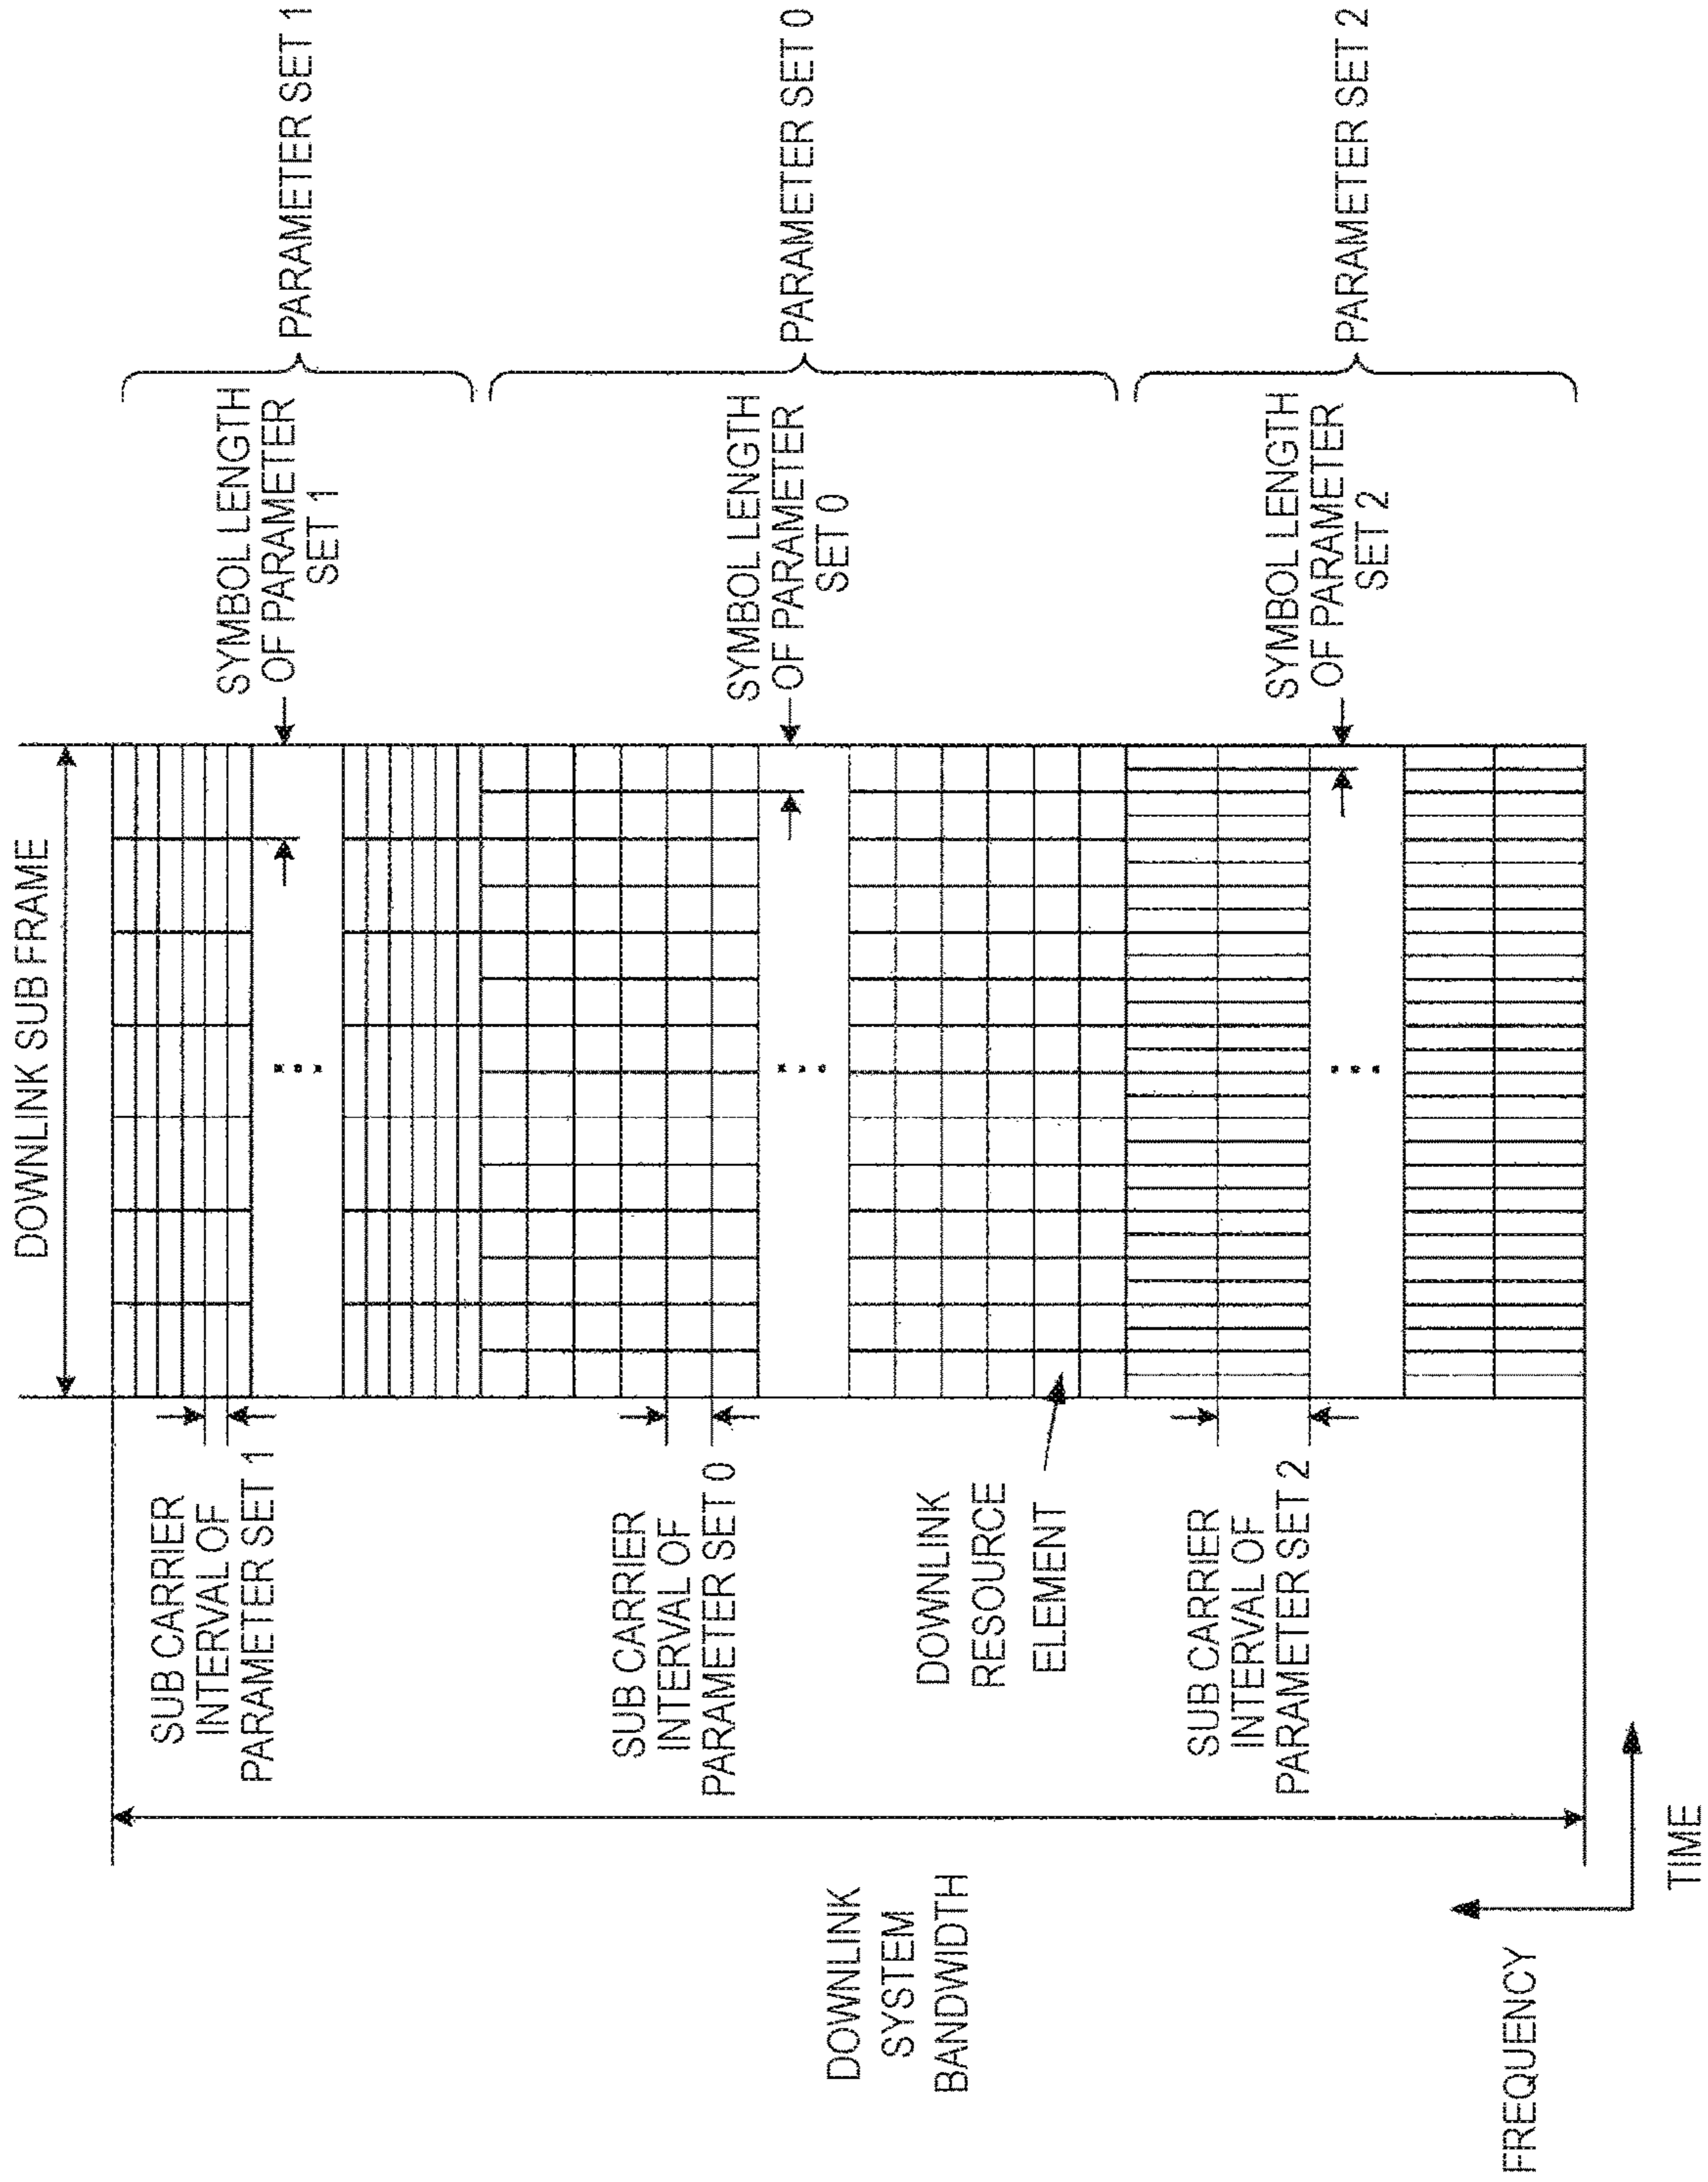 DOWNLINK SUB FRAME
SUB CARRIER
INTERVAL OF
PARAMETER SET 1
SYMBOL LENGTH
OF PARAMETER
SET 1
PARAMETER SET 1
SUB CARRIER
INTERVAL OF
PARAMETER SET 0
SYMBOL LENGTH
OF PARAMETER
SET 0
PARAMETER SET 0
DOWNLINK
SYSTEM
BANDWIDTH
DOWNLINK
RESOURCE
ELEMENT
SUB CARRIER
INTERVAL OF
PARAMETER SET 2
SYMBOL LENGTH
OF PARAMETER
SET 2
PARAMETER SET 2
FREQUENCY
TIME